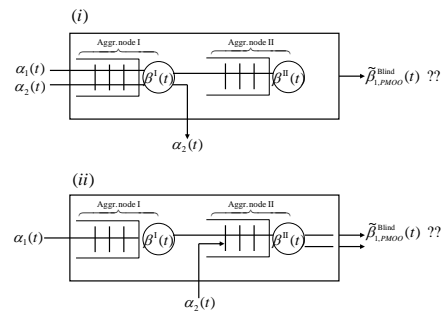 (i)
Aggr. node I Aggr. node II
α₁(t)
α₂(t)
β^I(t) β^II(t)
β̃^Blind_1,PMOO(t) ??
α₂(t)
(ii)
Aggr. node I Aggr. node II
α₁(t)
β^I(t) β^II(t)
β̃^Blind_1,PMOO(t) ??
α₂(t)